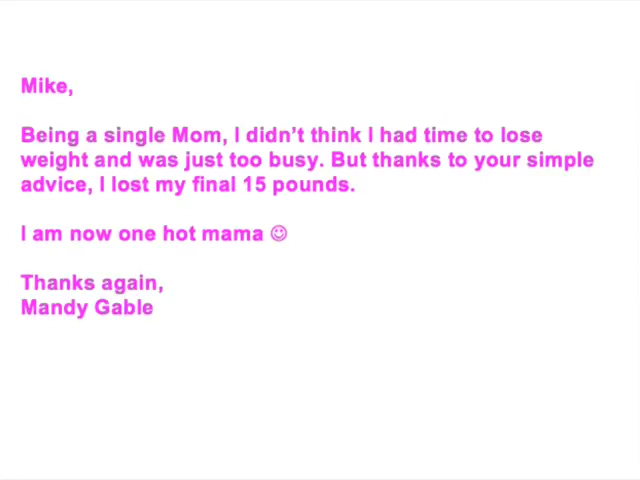 Mike,
Being a single Mom, I didn’t think I had time to lose
weight and was just too busy. But thanks to your simple
advice, I lost my final 15 pounds.
I am now one hot mama ☺
Thanks again,
Mandy Gable